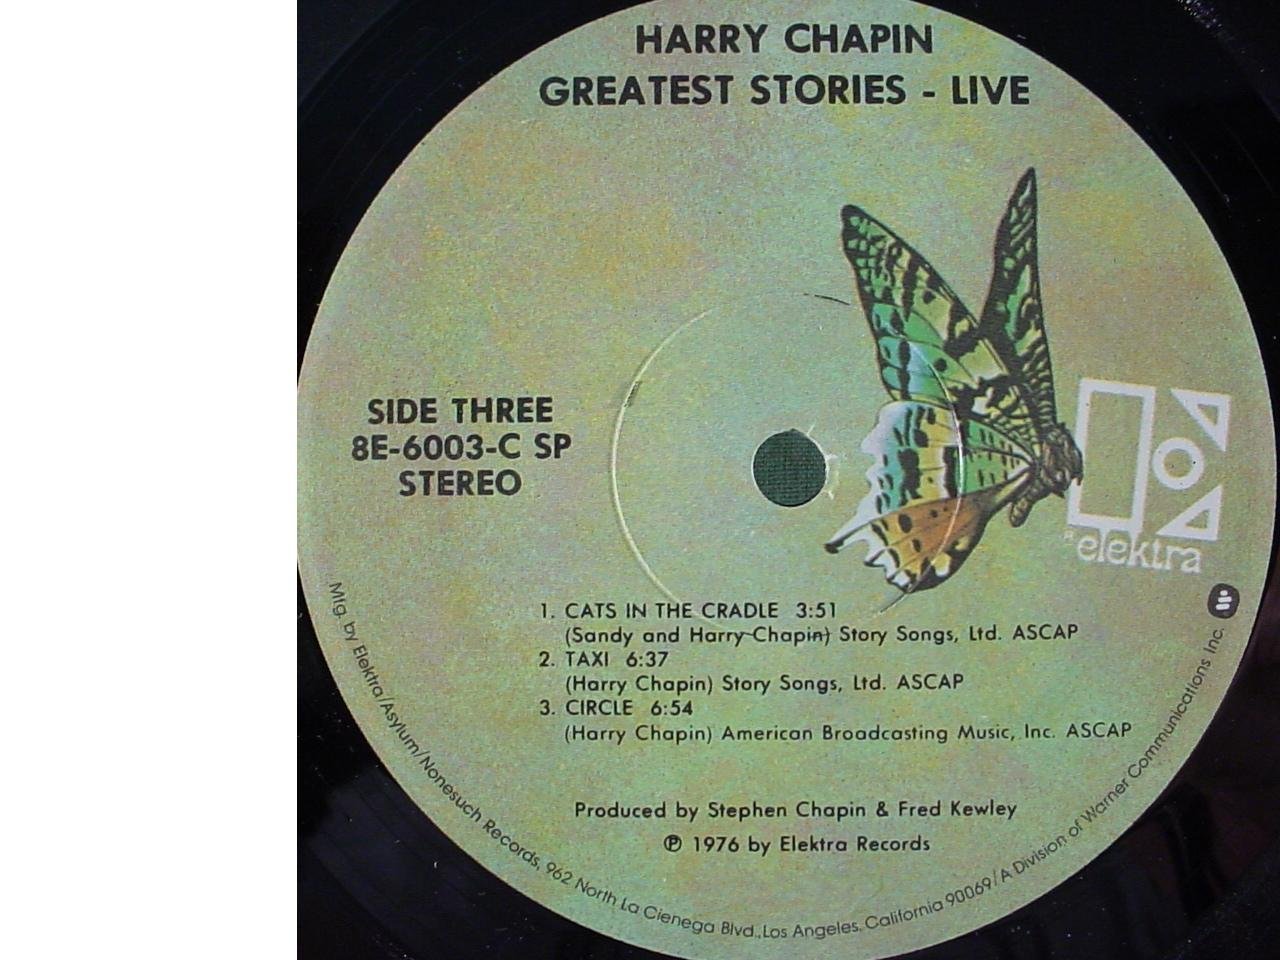 HARRY CHAPIN
GREATEST STORIES - LIVE
SIDE THREE
8E-6003-C SP
STEREO
elektra
1. CATS IN THE CRADLE 3:51
(Sandy and Harry Chapin) Story Songs, Ltd. ASCAP
2. TAXI 6:37
(Harry Chapin) Story Songs, Ltd. ASCAP
3. CIRCLE 6:54
(Harry Chapin) American Broadcasting Music, Inc. ASCAP
Produced by Stephen Chapin & Fred Kewley
℗ 1976 by Elektra Records
Mfg. by Elektra/Asylum/Nonesuch Records, 962 North La Cienega Blvd., Los Angeles, California 90069/A Division of Warner Communications Inc.